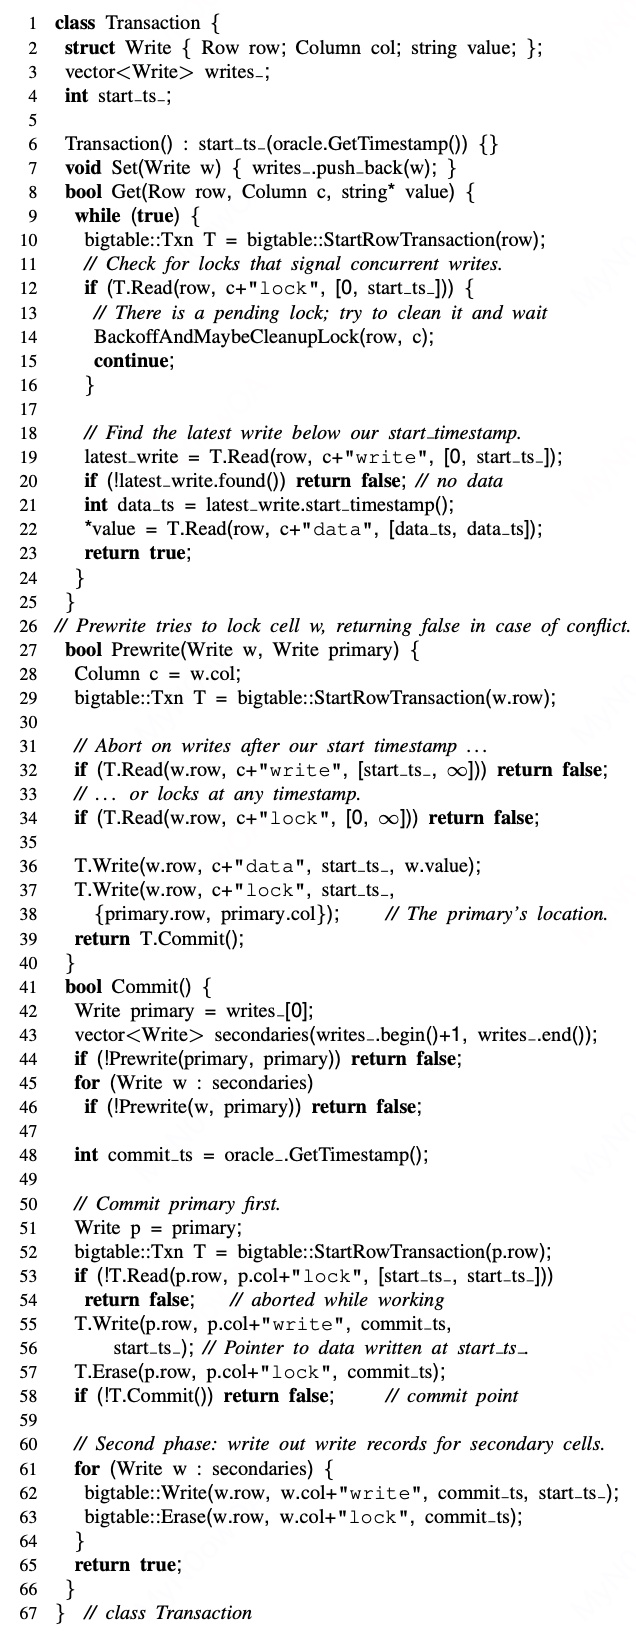 1 class Transaction {
2 struct Write { Row row; Column col; string value; };
3 vector<Write> writes_;
4 int start_ts_;
5
6 Transaction() : start_ts_(oracle.GetTimestamp()) {}
7 void Set(Write w) { writes_.push_back(w); }
8 bool Get(Row row, Column c, string* value) {
9 while (true) {
10 bigtable::Txn T = bigtable::StartRowTransaction(row);
11 // Check for locks that signal concurrent writes.
12 if (T.Read(row, c+"lock", [0, start_ts_])) {
13 // There is a pending lock; try to clean it and wait
14 BackoffAndMaybeCleanupLock(row, c);
15 continue;
16 }
17
18 // Find the latest write below our start_timestamp.
19 latest_write = T.Read(row, c+"write", [0, start_ts_]);
20 if (!latest_write.found()) return false; // no data
21 int data_ts = latest_write.start_timestamp();
22 *value = T.Read(row, c+"data", [data_ts, data_ts]);
23 return true;
24 }
25 }
26 // Prewrite tries to lock cell w, returning false in case of conflict.
27 bool Prewrite(Write w, Write primary) {
28 Column c = w.col;
29 bigtable::Txn T = bigtable::StartRowTransaction(w.row);
30
31 // Abort on writes after our start timestamp ...
32 if (T.Read(w.row, c+"write", [start_ts_, ∞])) return false;
33 // ... or locks at any timestamp.
34 if (T.Read(w.row, c+"lock", [0, ∞])) return false;
35
36 T.Write(w.row, c+"data", start_ts_, w.value);
37 T.Write(w.row, c+"lock", start_ts_,
38 {primary.row, primary.col}); // The primary's location.
39 return T.Commit();
40 }
41 bool Commit() {
42 Write primary = writes_[0];
43 vector<Write> secondaries(writes_.begin()+1, writes_.end());
44 if (!Prewrite(primary, primary)) return false;
45 for (Write w : secondaries)
46 if (!Prewrite(w, primary)) return false;
47
48 int commit_ts = oracle_.GetTimestamp();
49
50 // Commit primary first.
51 Write p = primary;
52 bigtable::Txn T = bigtable::StartRowTransaction(p.row);
53 if (!T.Read(p.row, p.col+"lock", [start_ts_, start_ts_]))
54 return false; // aborted while working
55 T.Write(p.row, p.col+"write", commit_ts,
56 start_ts_); // Pointer to data written at start_ts_.
57 T.Erase(p.row, p.col+"lock", commit_ts);
58 if (!T.Commit()) return false; // commit point
59
60 // Second phase: write out write records for secondary cells.
61 for (Write w : secondaries) {
62 bigtable::Write(w.row, w.col+"write", commit_ts, start_ts_);
63 bigtable::Erase(w.row, w.col+"lock", commit_ts);
64 }
65 return true;
66 }
67 } // class Transaction